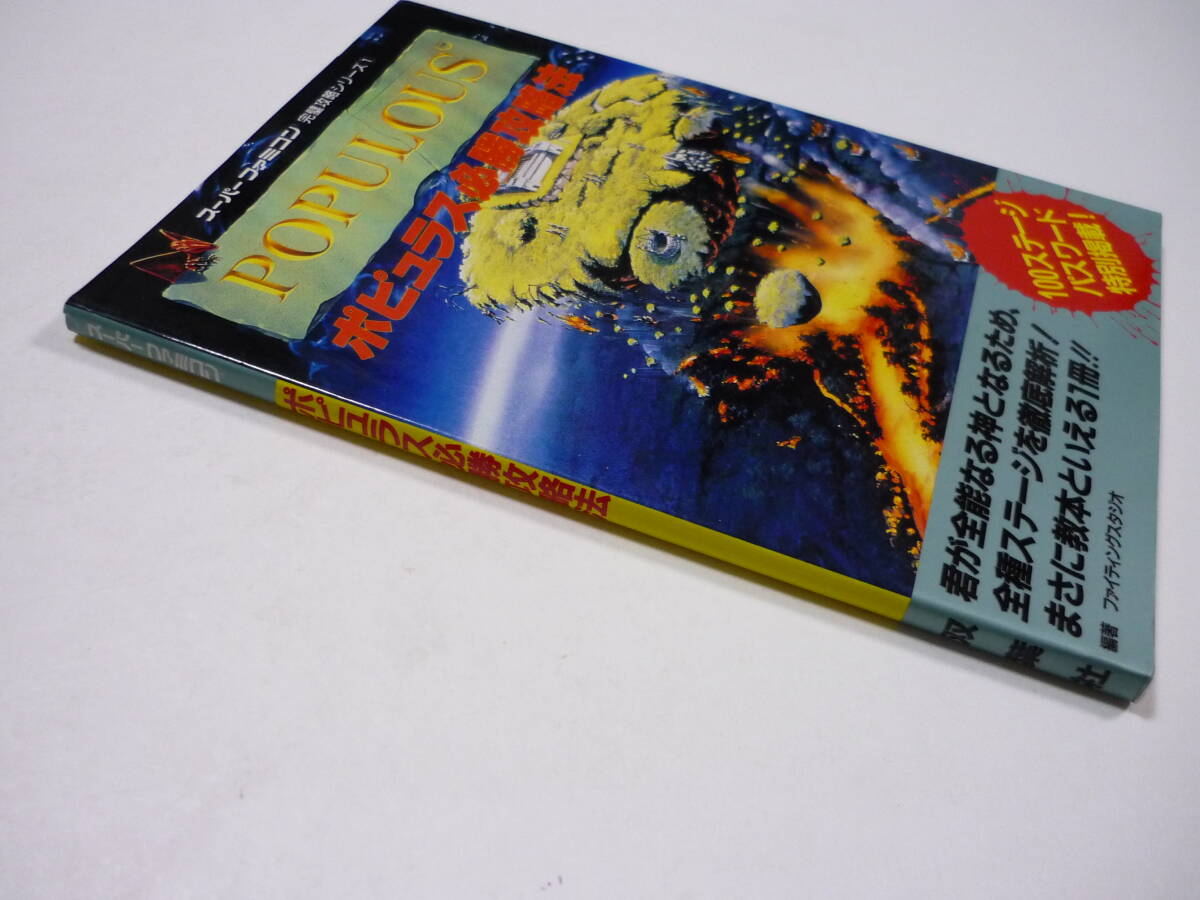 スーパーファミコン 完璧攻略シリーズ1
POPULOUS©
ポピュラス必勝攻略法
100ステージ
パスワード
特別掲載!
君が全能なる神となるため、
全種ステージを徹底解析!
まさに教本といえる1冊!!
編著 ファイティングスタジオ
スーパーファミコン
ポピュラス必勝攻略法
双葉社